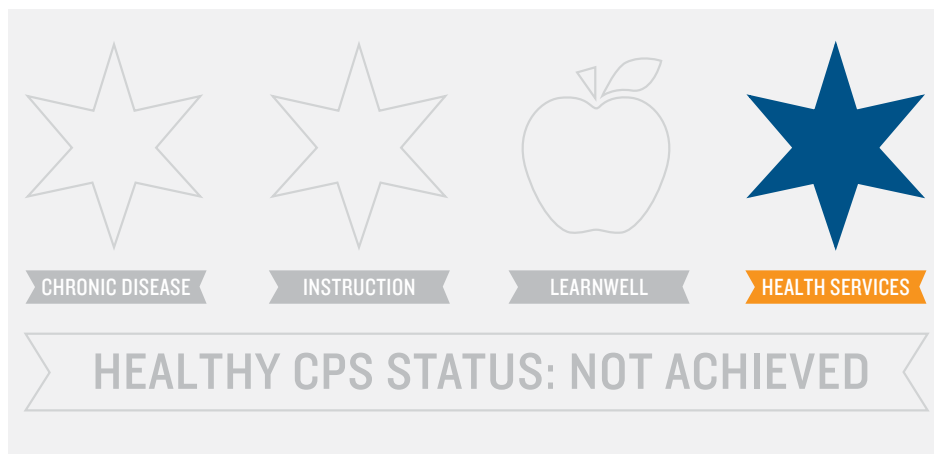 CHRONIC DISEASE
INSTRUCTION
LEARNWELL
HEALTH SERVICES
HEALTHY CPS STATUS: NOT ACHIEVED